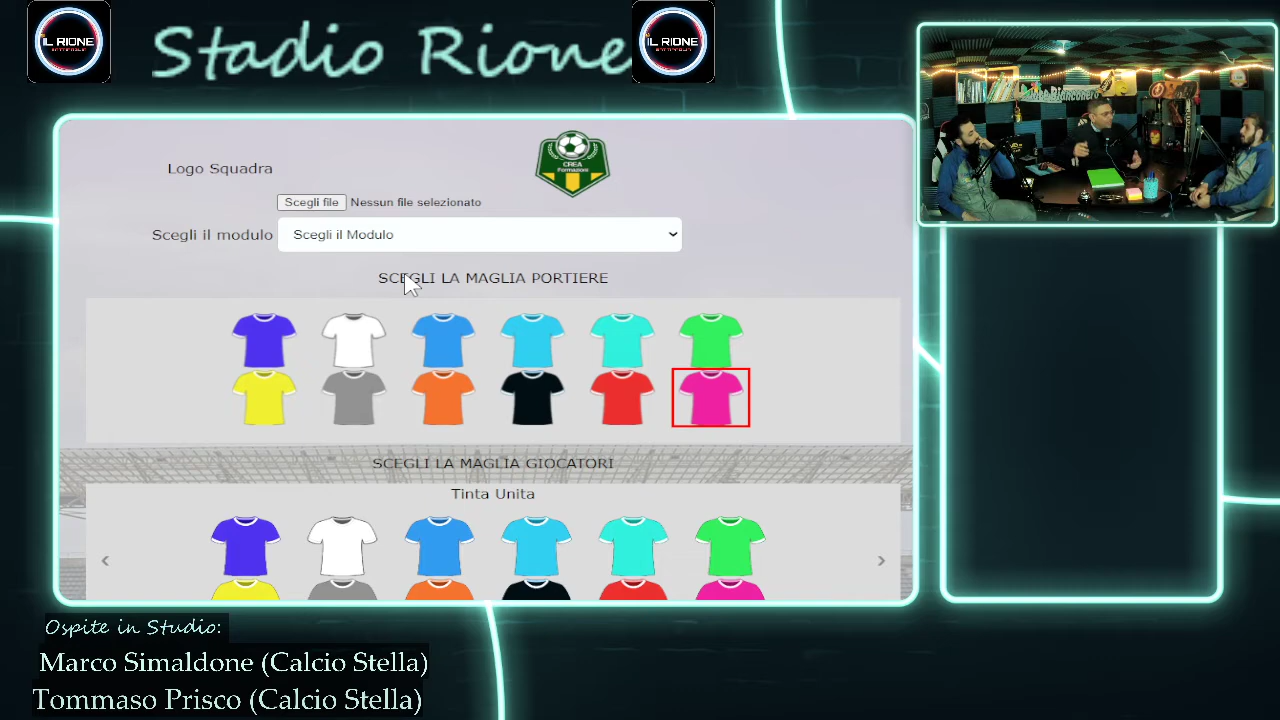 IL RIONE
Stadio Rione
IL RIONE
Logo Squadra
CREA
Formazioni
Scegli file Nessun file selezionato
Scegli il modulo
Scegli il Modulo
SCEGLI LA MAGLIA PORTIERE
SCEGLI LA MAGLIA GIOCATORI
Tinta Unita
‹
›
Ospite in Studio:
Marco Simaldone (Calcio Stella)
Tommaso Prisco (Calcio Stella)